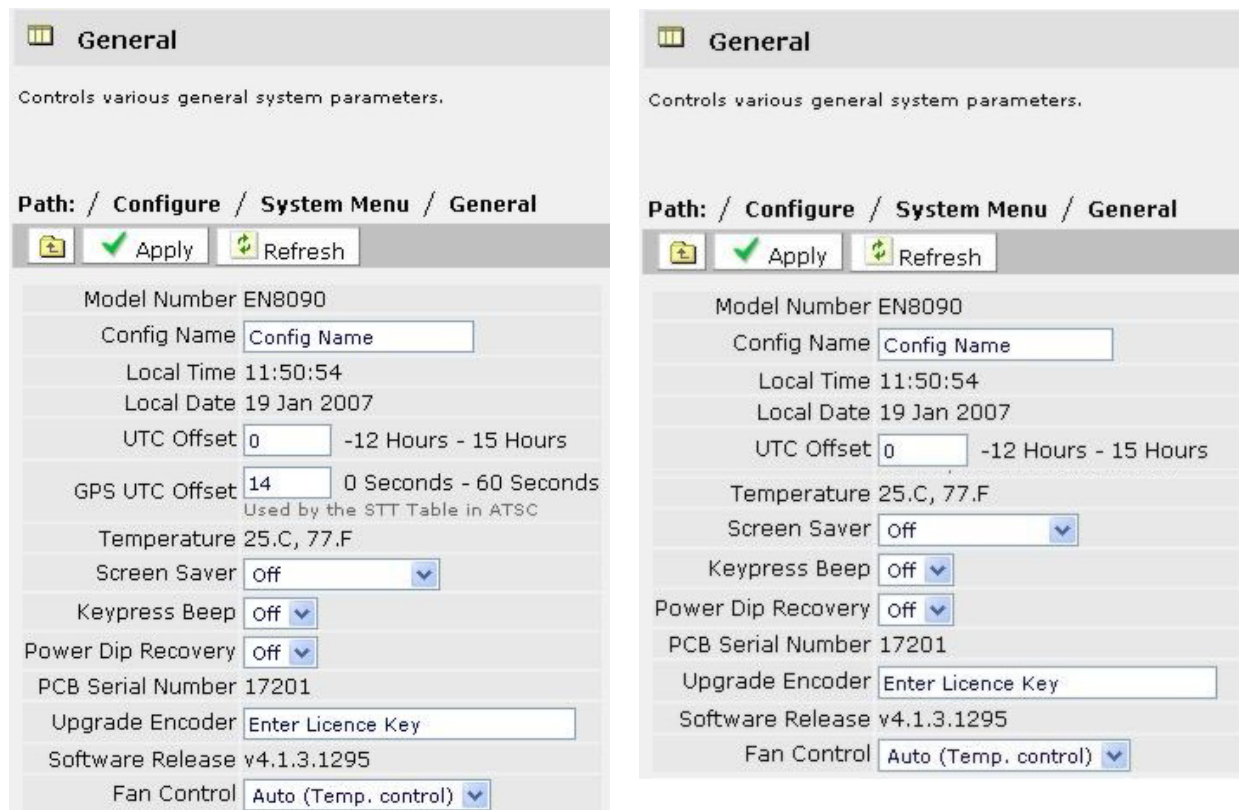 General
Controls various general system parameters.
Path: / Configure / System Menu / General
Apply Refresh
Model Number EN8090
Config Name Config Name
Local Time 11:50:54
Local Date 19 Jan 2007
UTC Offset 0 -12 Hours - 15 Hours
GPS UTC Offset 14 0 Seconds - 60 Seconds
Used by the STT Table in ATSC
Temperature 25.C, 77.F
Screen Saver Off
Keypress Beep Off
Power Dip Recovery Off
PCB Serial Number 17201
Upgrade Encoder Enter Licence Key
Software Release v4.1.3.1295
Fan Control Auto (Temp. control)
General
Controls various general system parameters.
Path: / Configure / System Menu / General
Apply Refresh
Model Number EN8090
Config Name Config Name
Local Time 11:50:54
Local Date 19 Jan 2007
UTC Offset 0 -12 Hours - 15 Hours
Temperature 25.C, 77.F
Screen Saver Off
Keypress Beep Off
Power Dip Recovery Off
PCB Serial Number 17201
Upgrade Encoder Enter Licence Key
Software Release v4.1.3.1295
Fan Control Auto (Temp. control)